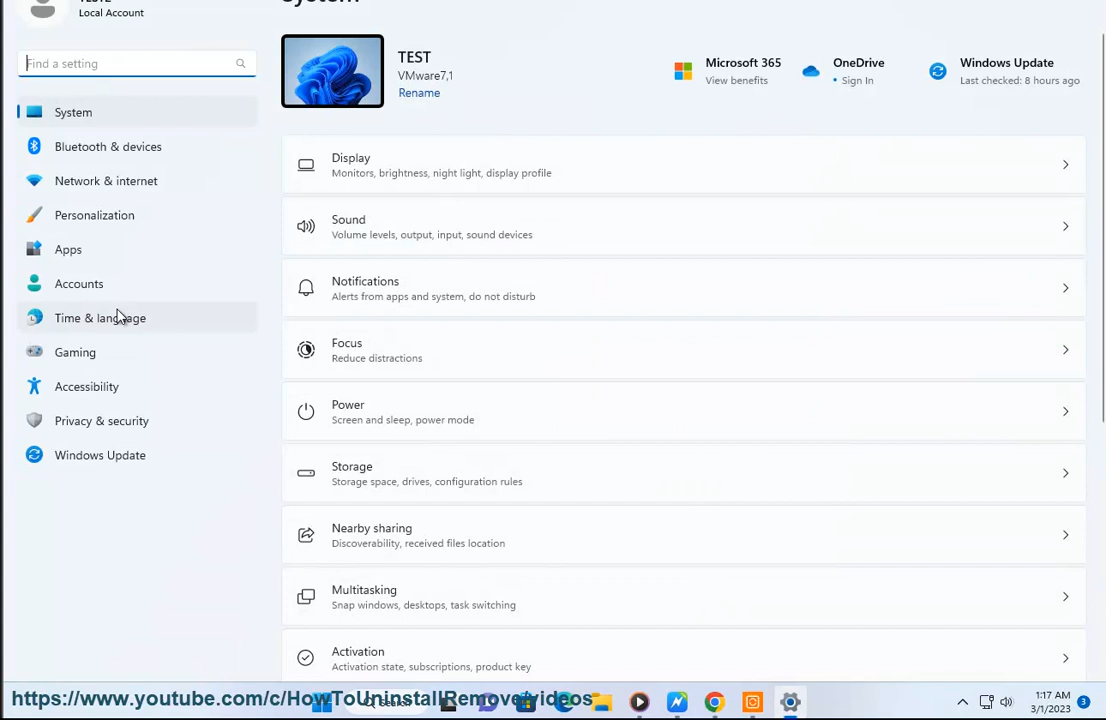 TESTE
Local Account
System
Find a setting
System
Bluetooth & devices
Network & internet
Personalization
Apps
Accounts
Time & language
Gaming
Accessibility
Privacy & security
Windows Update
TEST
VMware7,1
Rename
Microsoft 365
View benefits
OneDrive
• Sign In
Windows Update
Last checked: 8 hours ago
Display
Monitors, brightness, night light, display profile
Sound
Volume levels, output, input, sound devices
Notifications
Alerts from apps and system, do not disturb
Focus
Reduce distractions
Power
Screen and sleep, power mode
Storage
Storage space, drives, configuration rules
Nearby sharing
Discoverability, received files location
Multitasking
Snap windows, desktops, task switching
Activation
Activation state, subscriptions, product key
https://www.youtube.com/c/HowToUninstallRemovevideos
Search
1:17 AM
3/1/2023
3